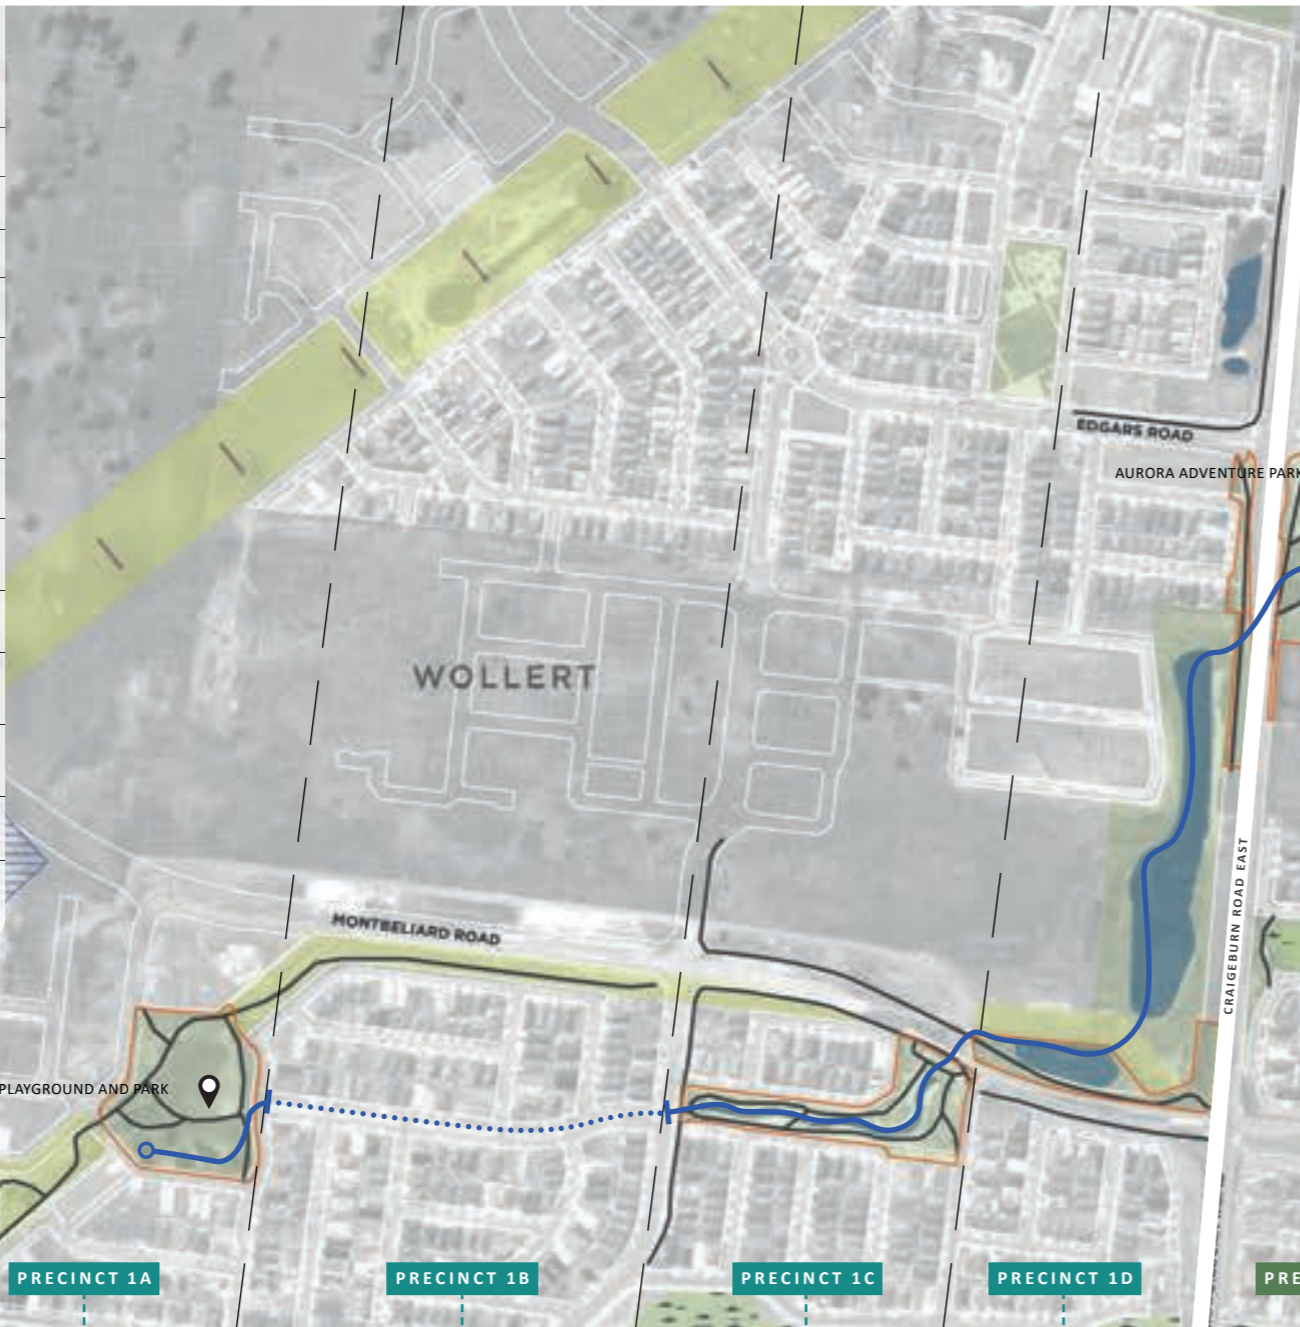 EDGARS ROAD
AURORA ADVENTURE PARK
WOLLERT
CRAIGEBURN ROAD EAST
MONTBELIARD ROAD
PLAYGROUND AND PARK
PRECINCT 1A
PRECINCT 1B
PRECINCT 1C
PRECINCT 1D
PRE